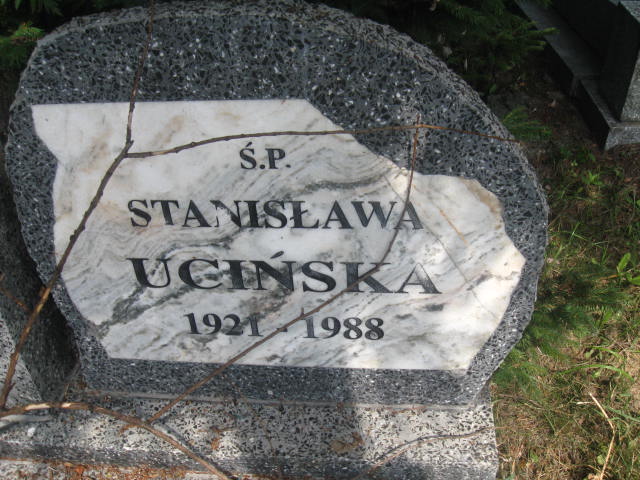 Ś.P.
STANISŁAWA
UCIŃSKA
1921 - 1988